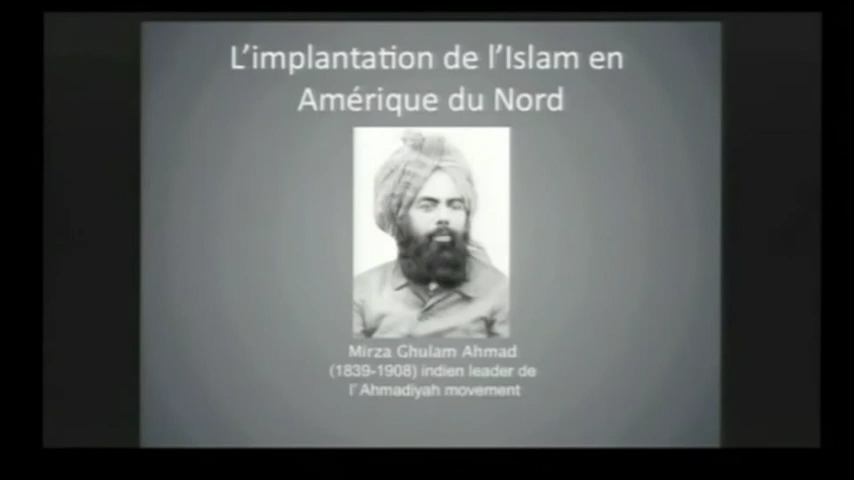 L'implantation de l'Islam en
Amérique du Nord
Mirza Ghulam Ahmad
(1839-1908) indien leader de
l' Ahmadiyah movement